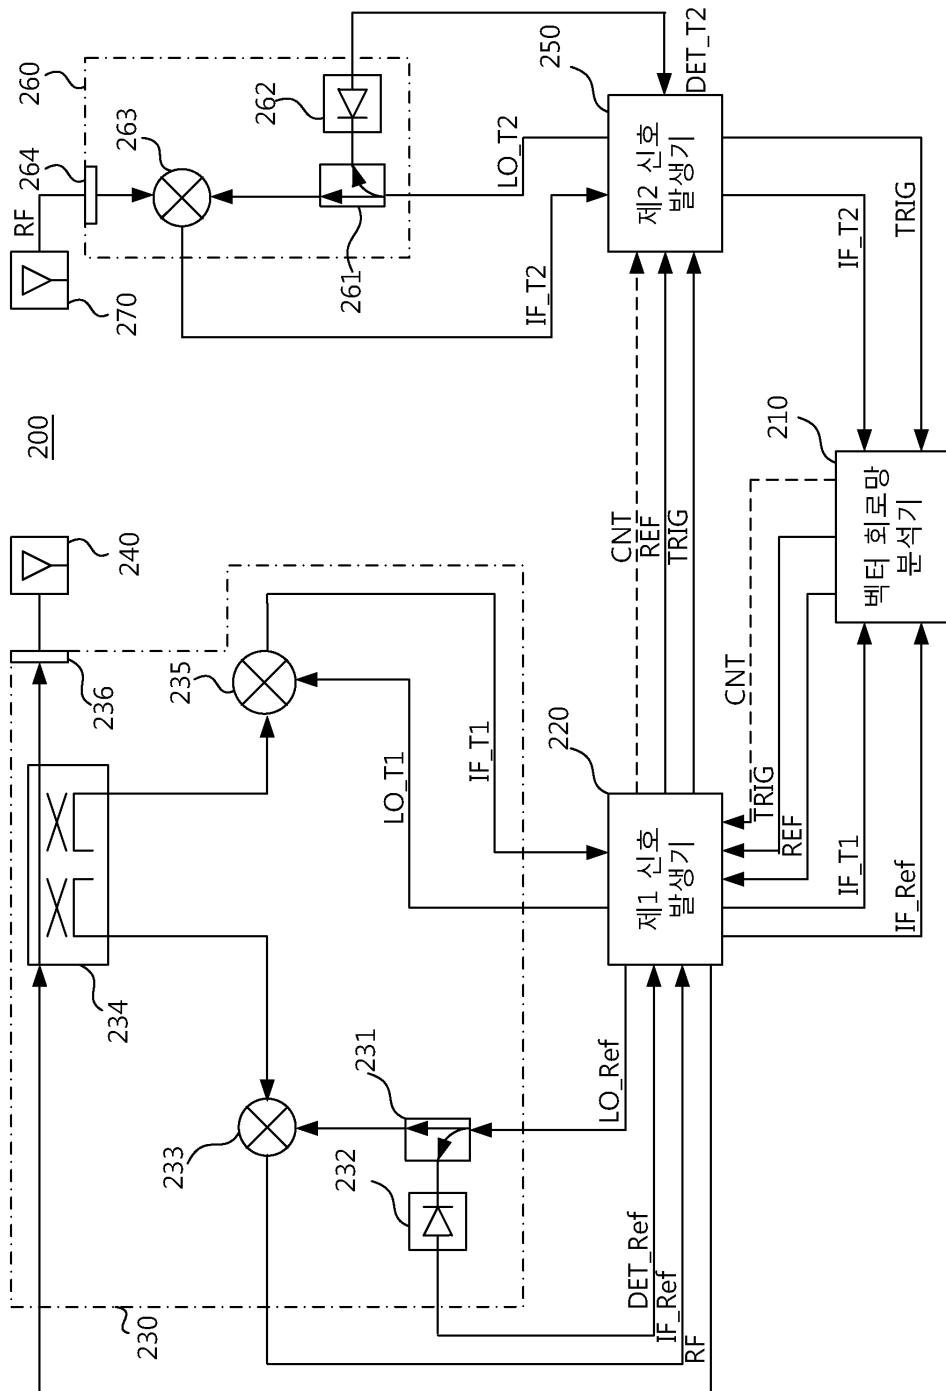 200
RF
264
260
240
270
263
236
234
230
233
235
262
232
261
231
LO_T1
IF_T1
LO_T2
IF_T2
220
250
LO_Ref
CNT
DET_Ref
REF
IF_Ref
TRIG
RF
DET_T2
제1 신호
발생기
제2 신호
발생기
CNT
TRIG
REF
210
IF_T1
IF_T2
IF_Ref
TRIG
벡터 회로망
분석기